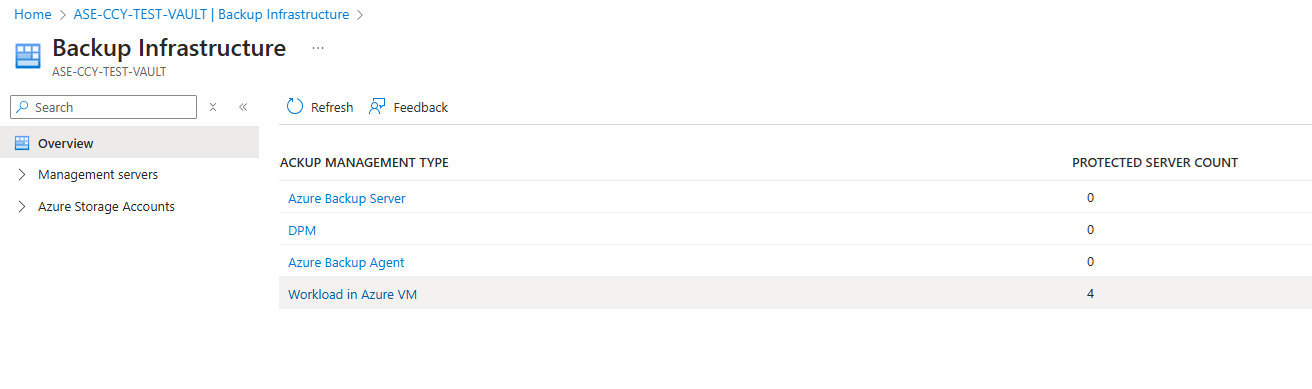 Home > ASE-CCY-TEST-VAULT | Backup Infrastructure >
Backup Infrastructure ...
ASE-CCY-TEST-VAULT
Search
Refresh Feedback
Overview
Management servers
Azure Storage Accounts
ACKUP MANAGEMENT TYPE PROTECTED SERVER COUNT
Azure Backup Server 0
DPM 0
Azure Backup Agent 0
Workload in Azure VM 4